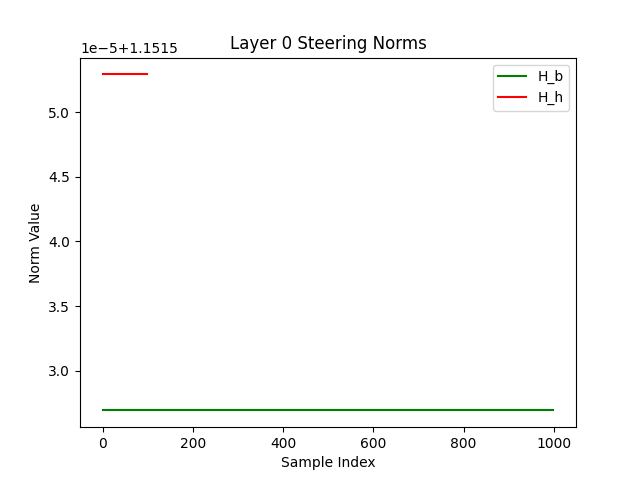 1e−5+1.1515
Layer 0 Steering Norms
H_b
H_h
5.0
4.5
4.0
3.5
3.0
Norm Value
0 200 400 600 800 1000
Sample Index